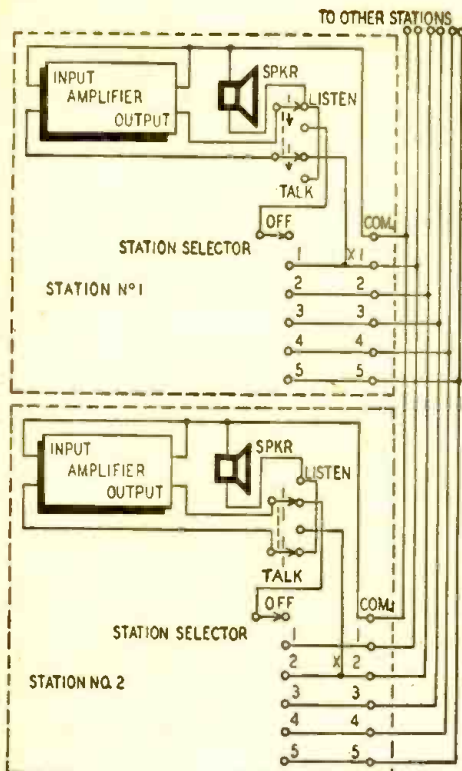 TO OTHER STATIONS
INPUT
AMPLIFIER
OUTPUT
SPKR
LISTEN
TALK
OFF
COM.
STATION SELECTOR
1 X 1
STATION Nº 1
2 2
3 3
4 4
5 5
INPUT
AMPLIFIER
OUTPUT
SPKR
LISTEN
TALK
OFF
COM.
STATION SELECTOR
1 1
2 X 2
STATION NO. 2
3 3
4 4
5 5